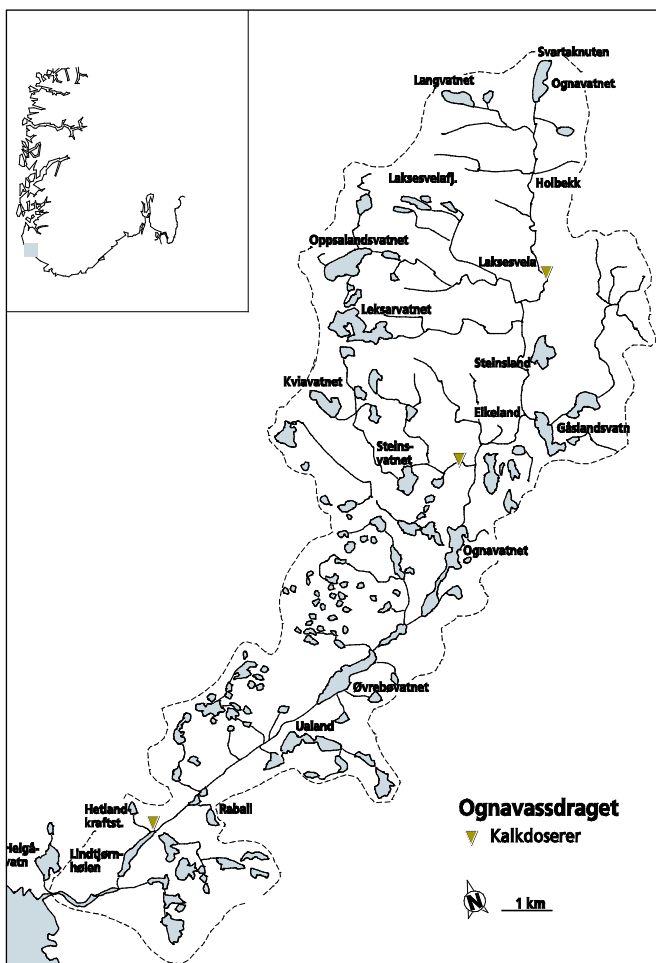 Svartaknuten
Langvatnet
Ognavatnet
Holbekk
Laksesvelafj.
Oppsalandsvatnet
Laksesvela
Leksarvatnet
Steinsland
Kviavatnet
Eikeland
Gåslandsvatn
Steins-
vatnet
Ognavatnet
Øvrebøvatnet
Ualand
Hetland-
kraftst.
Raball
Helgå-
vatn
Lindtjørn-
hølen
Ognavassdraget
Kalkdoserer
N
1 km